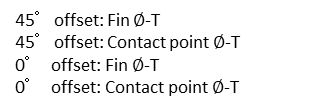 45° offset: Fin Ø-T
45° offset: Contact point Ø-T
0° offset: Fin Ø-T
0° offset: Contact point Ø-T